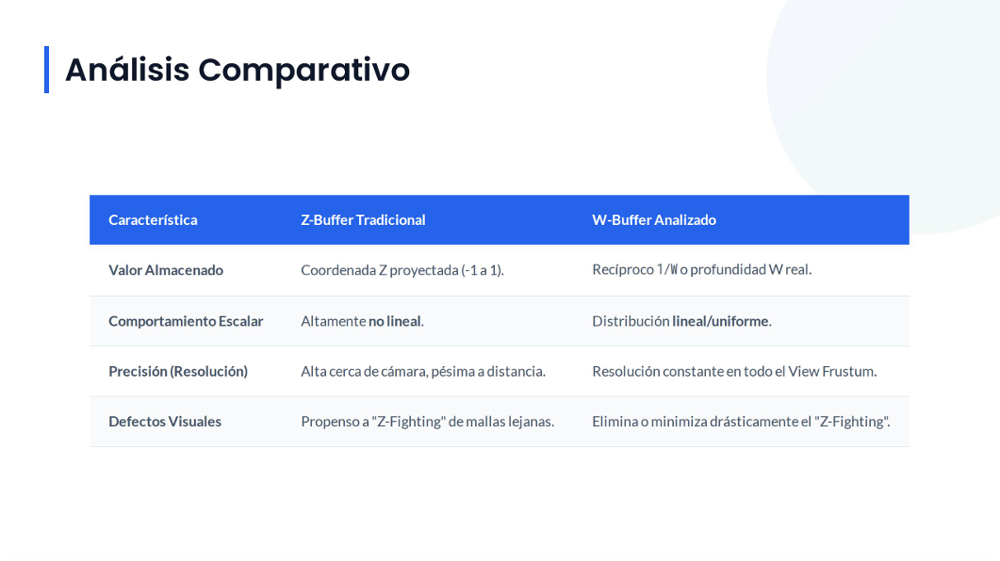 Análisis Comparativo
Característica Z-Buffer Tradicional W-Buffer Analizado
Valor Almacenado Coordenada Z proyectada (-1 a 1). Recíproco 1/W o profundidad W real.
Comportamiento Escalar Altamente no lineal. Distribución lineal/uniforme.
Precisión (Resolución) Alta cerca de cámara, pésima a distancia. Resolución constante en todo el View Frustum.
Defectos Visuales Propenso a "Z-Fighting" de mallas lejanas. Elimina o minimiza drásticamente el "Z-Fighting".